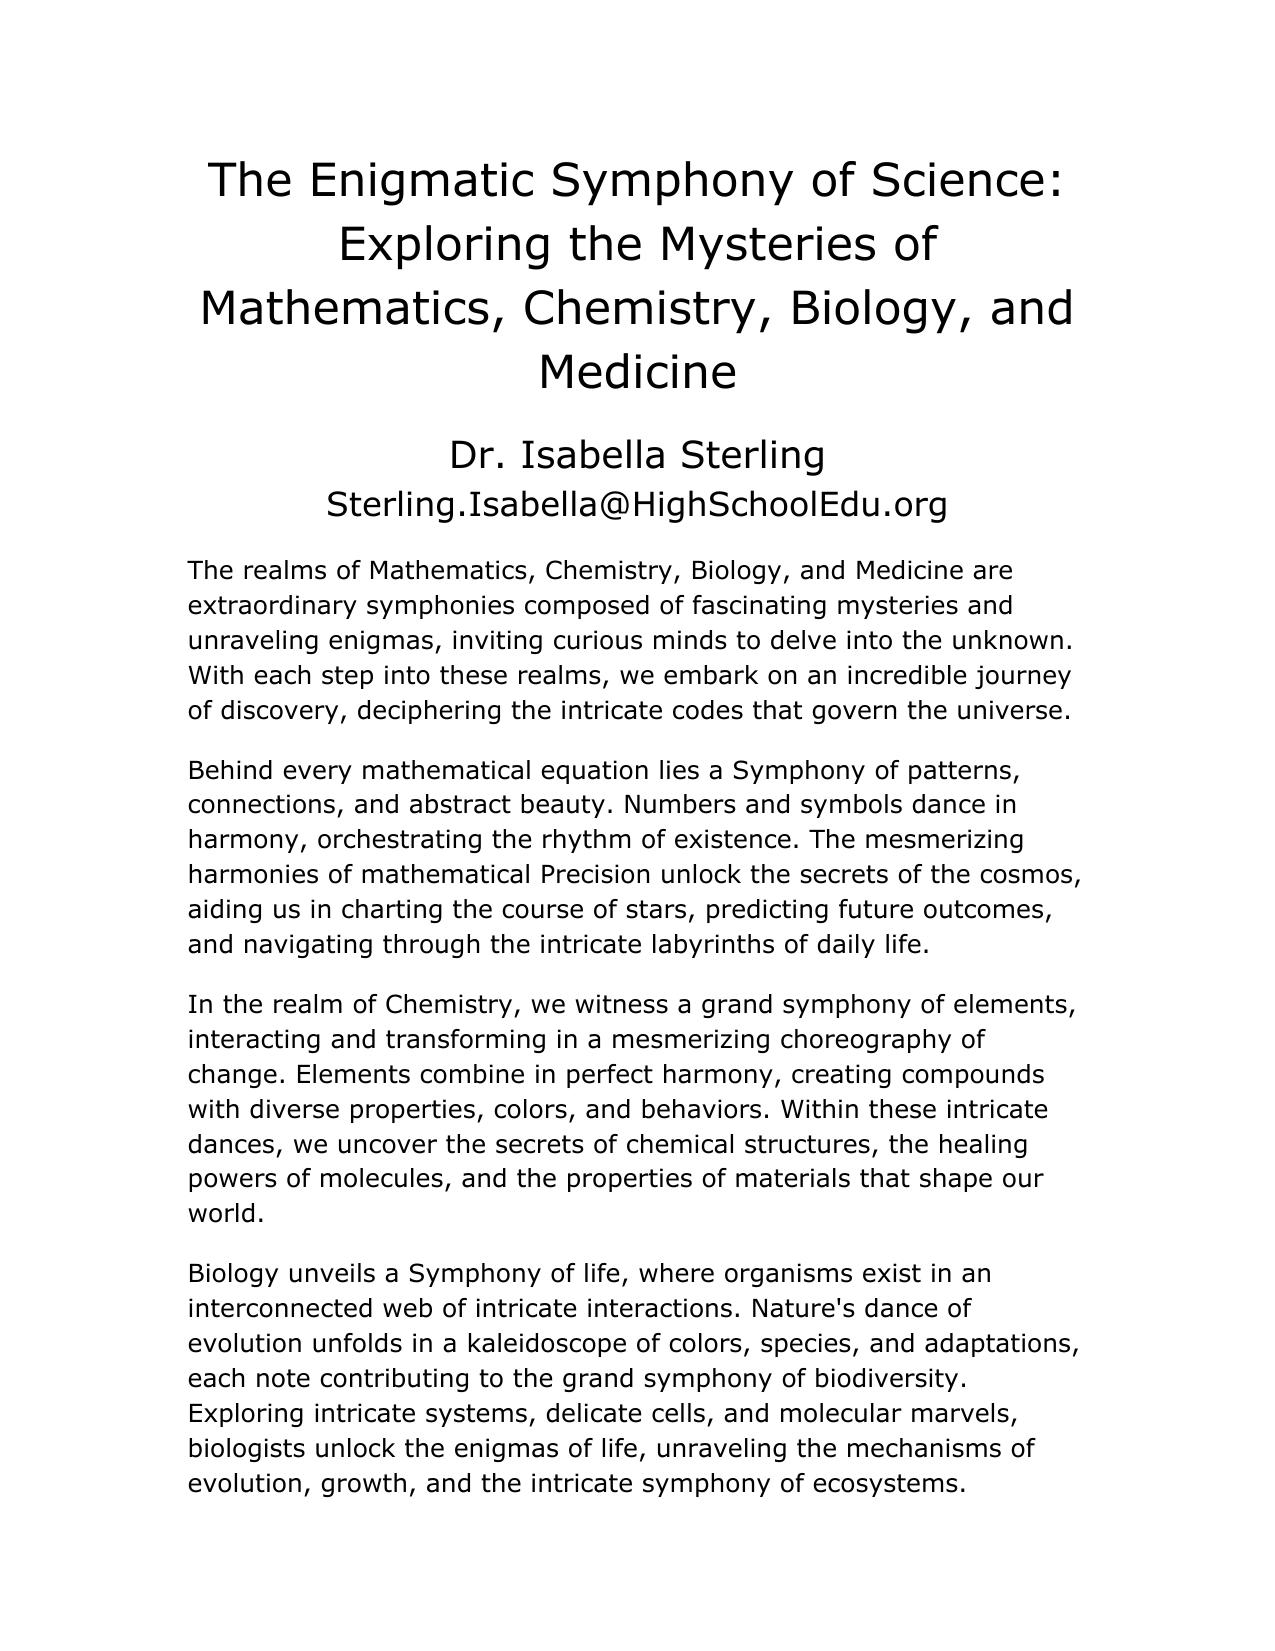 The Enigmatic Symphony of Science:
Exploring the Mysteries of
Mathematics, Chemistry, Biology, and
Medicine
Dr. Isabella Sterling
Sterling.Isabella@HighSchoolEdu.org
The realms of Mathematics, Chemistry, Biology, and Medicine are
extraordinary symphonies composed of fascinating mysteries and
unraveling enigmas, inviting curious minds to delve into the unknown.
With each step into these realms, we embark on an incredible journey
of discovery, deciphering the intricate codes that govern the universe.
Behind every mathematical equation lies a Symphony of patterns,
connections, and abstract beauty. Numbers and symbols dance in
harmony, orchestrating the rhythm of existence. The mesmerizing
harmonies of mathematical Precision unlock the secrets of the cosmos,
aiding us in charting the course of stars, predicting future outcomes,
and navigating through the intricate labyrinths of daily life.
In the realm of Chemistry, we witness a grand symphony of elements,
interacting and transforming in a mesmerizing choreography of
change. Elements combine in perfect harmony, creating compounds
with diverse properties, colors, and behaviors. Within these intricate
dances, we uncover the secrets of chemical structures, the healing
powers of molecules, and the properties of materials that shape our
world.
Biology unveils a Symphony of life, where organisms exist in an
interconnected web of intricate interactions. Nature's dance of
evolution unfolds in a kaleidoscope of colors, species, and adaptations,
each note contributing to the grand symphony of biodiversity.
Exploring intricate systems, delicate cells, and molecular marvels,
biologists unlock the enigmas of life, unraveling the mechanisms of
evolution, growth, and the intricate symphony of ecosystems.